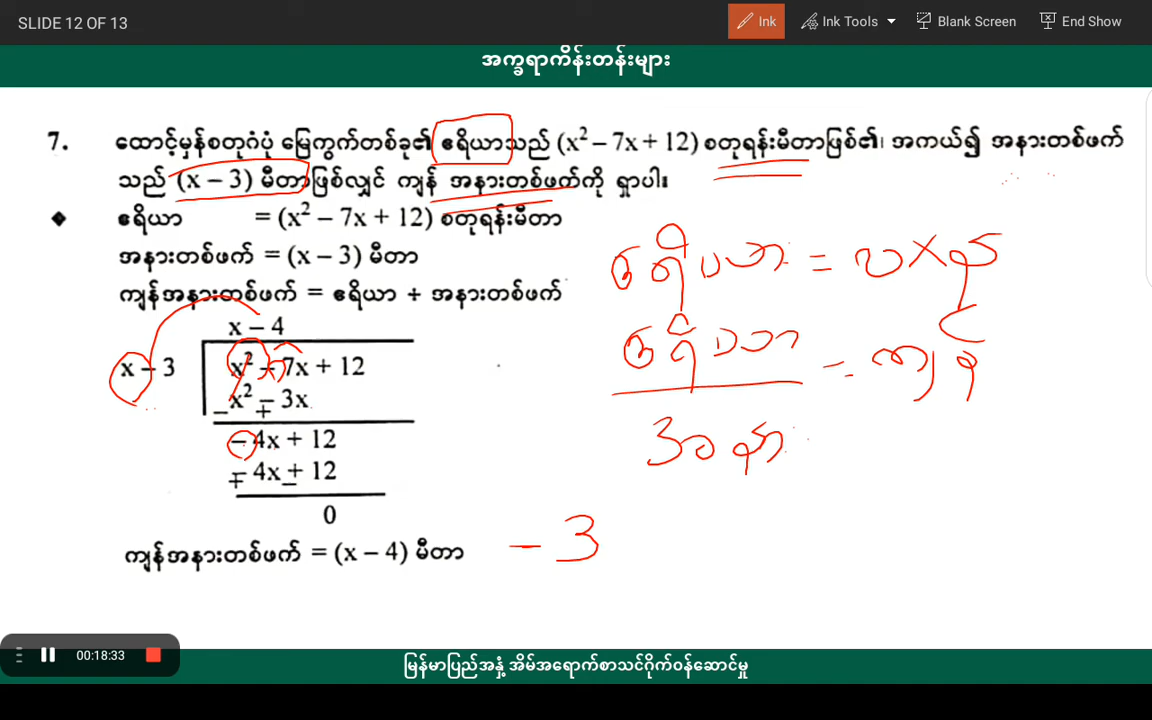 SLIDE 12 OF 13
Ink
Ink Tools
Blank Screen
End Show
အက္ခရာကိန်းတန်းများ
7. ထောင့်မှန်စတုဂံပုံ မြေကွက်တစ်ခု၏ ဧရိယာသည် (x² – 7x + 12) စတုရန်းမီတာဖြစ်၏၊ အကယ်၍ အနားတစ်ဖက်
သည် (x – 3) မီတာဖြစ်လျှင် ကျန် အနားတစ်ဖက်ကို ရှာပါ။
ဧရိယာ = (x² – 7x + 12) စတုရန်းမီတာ
အနားတစ်ဖက် = (x – 3) မီတာ
ကျန်အနားတစ်ဖက် = ဧရိယာ ÷ အနားတစ်ဖက်
x – 4
x – 3 x² – 7x + 12
x² – 3x
– +
– 4x + 12
∓ 4x + 12
–
0
ကျန်အနားတစ်ဖက် = (x – 4) မီတာ
– 3
00:18:33
မြန်မာပြည်အနှံ့ အိမ်အရောက်စာသင်ဂိုက်ဝန်ဆောင်မှု